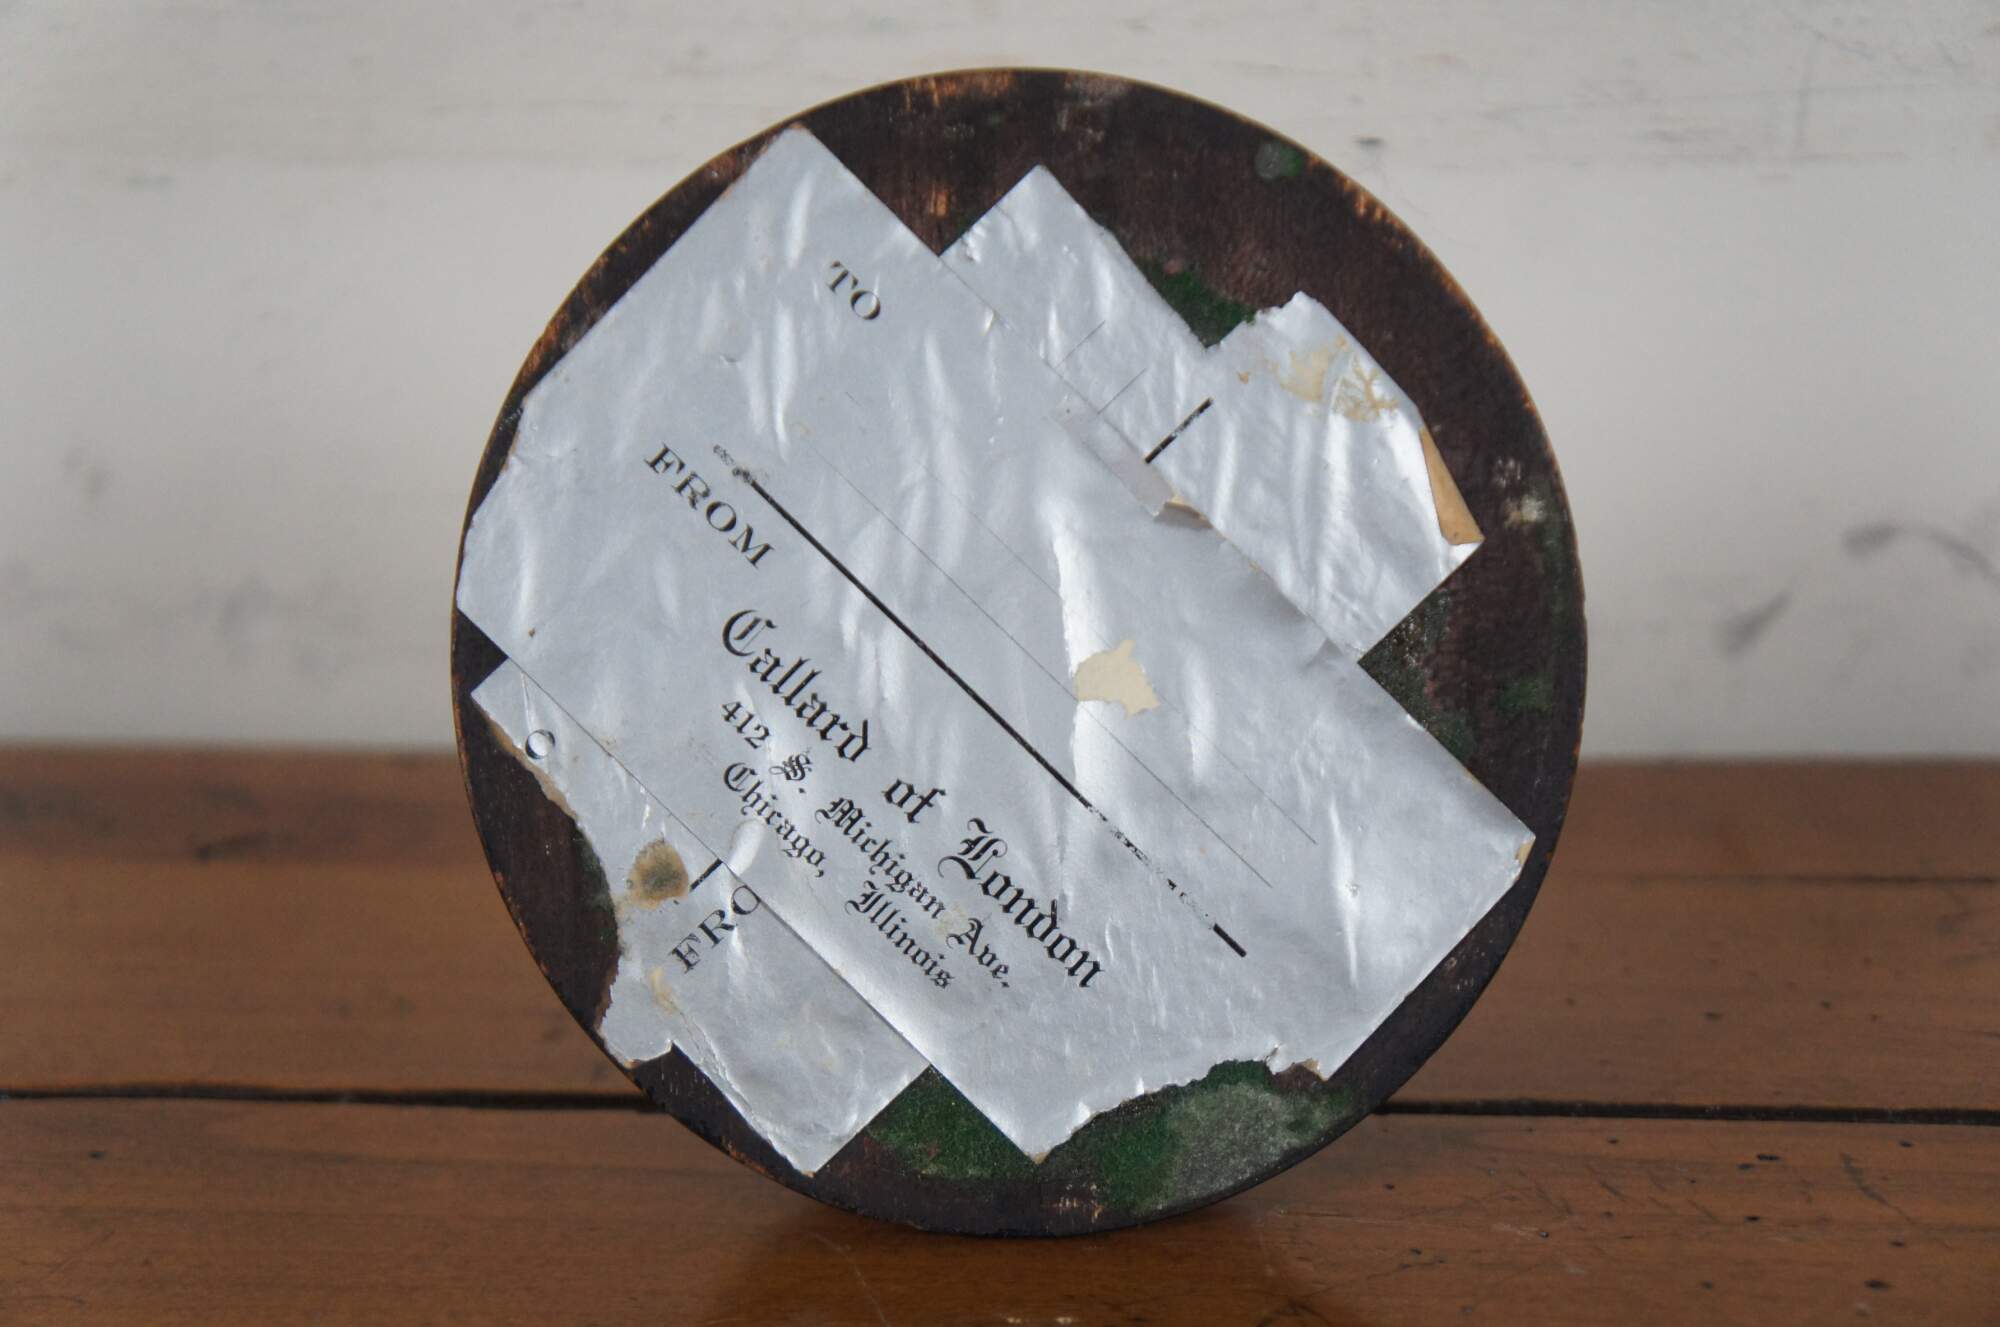 TO
FROM
Callard of London
412 S. Michigan Ave.
Chicago, Illinois
O
FRO